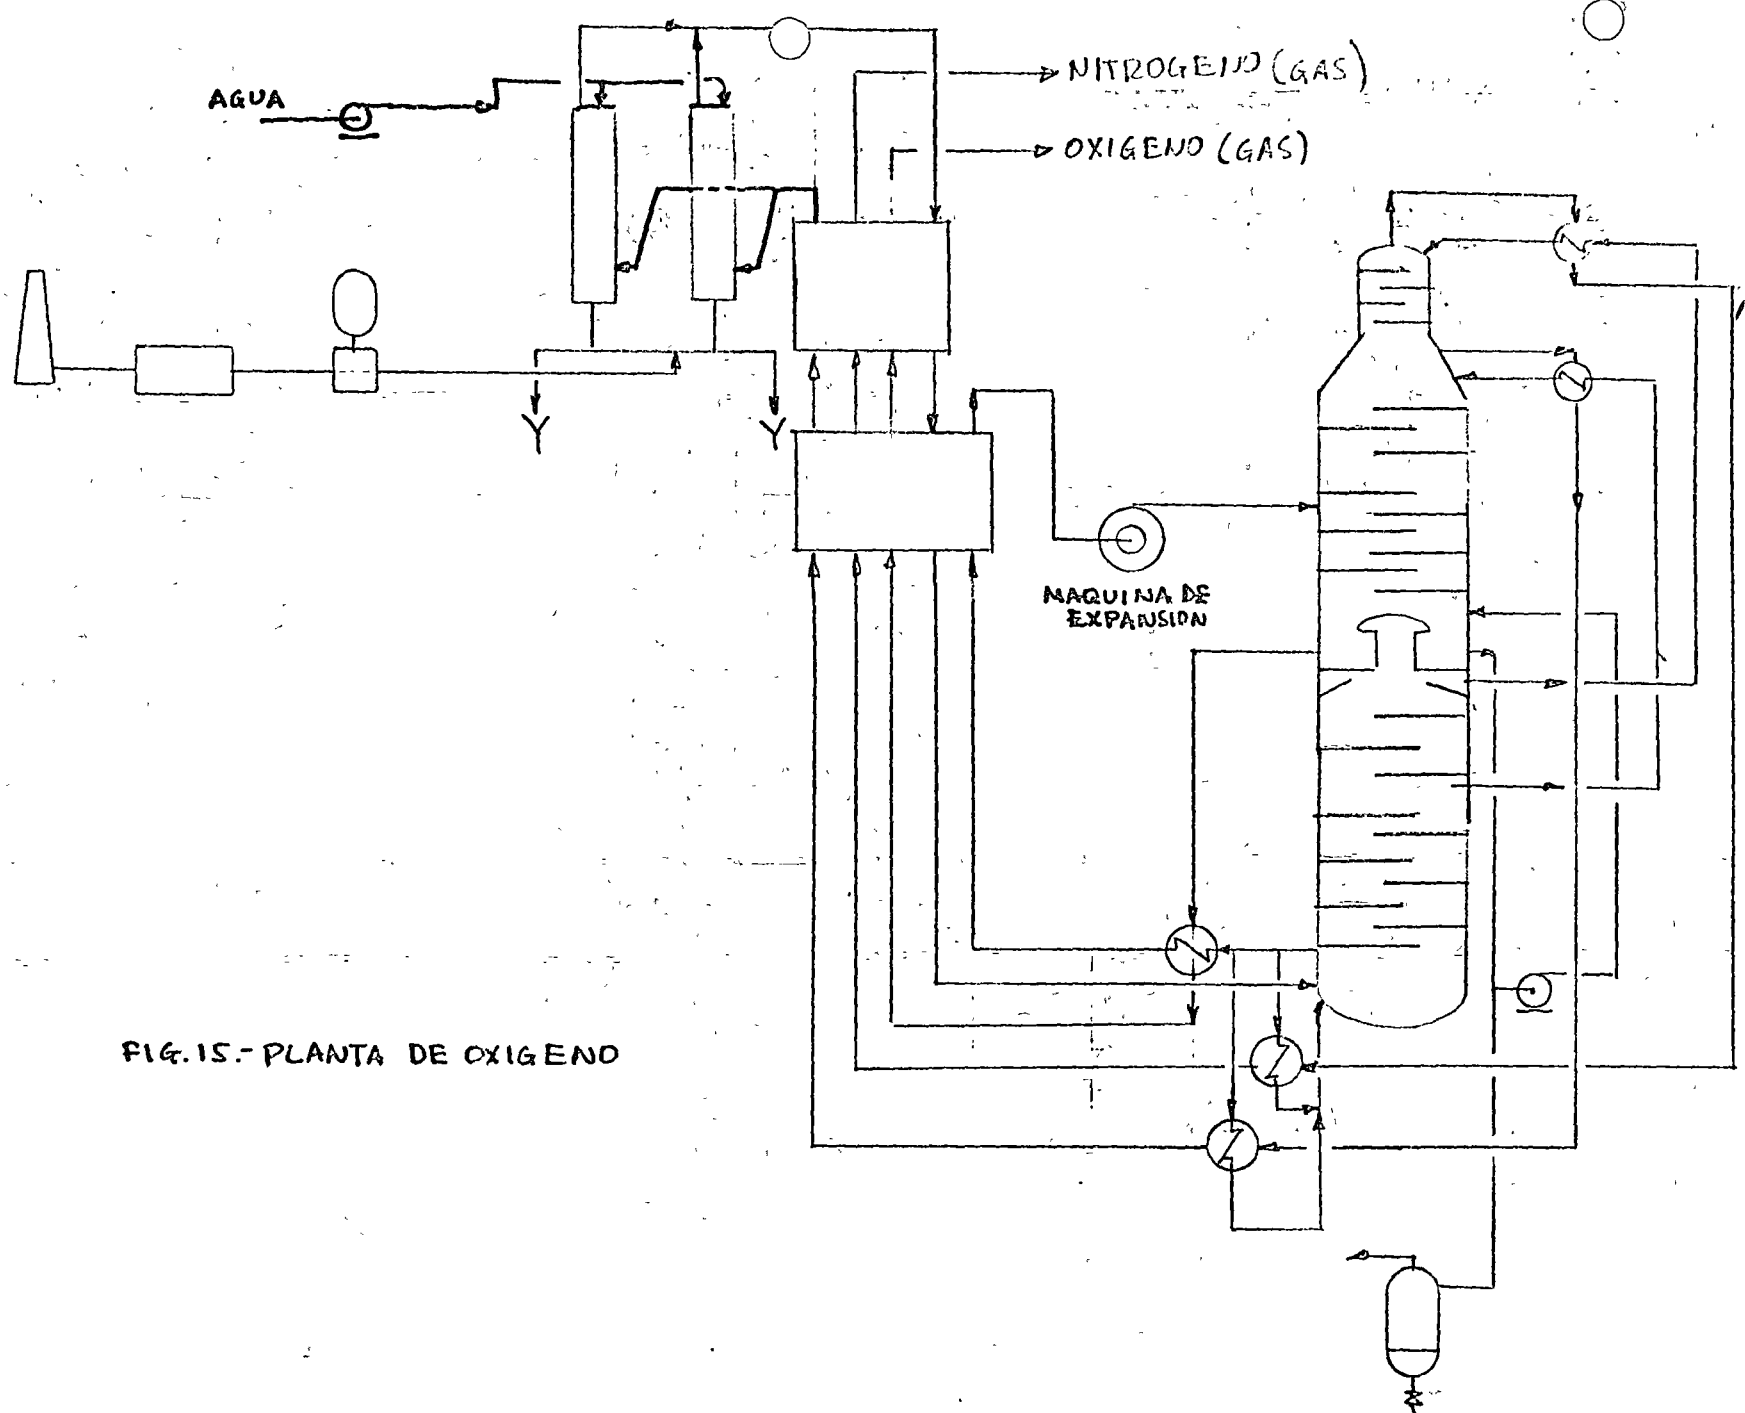 NITROGENO (GAS)
AGUA
OXIGENO (GAS)
MAQUINA DE
EXPANSION
FIG. 15.- PLANTA DE OXIGENO